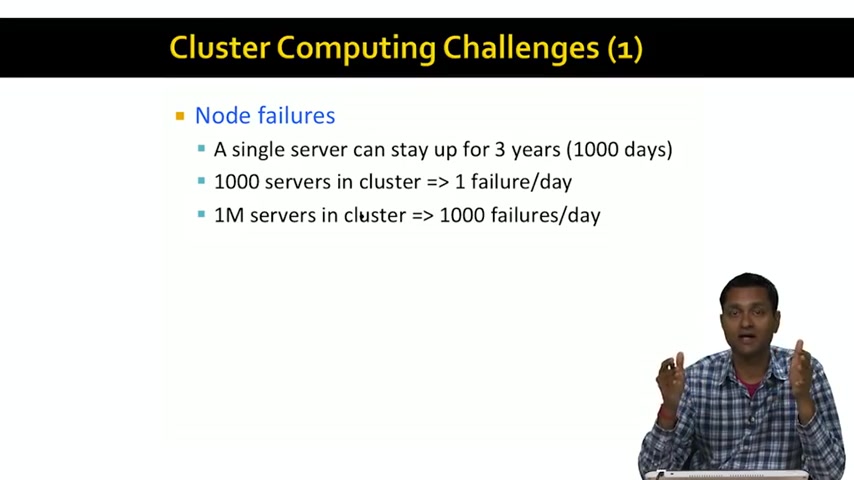 Cluster Computing Challenges (1)
Node failures
A single server can stay up for 3 years (1000 days)
1000 servers in cluster => 1 failure/day
1M servers in cluster => 1000 failures/day